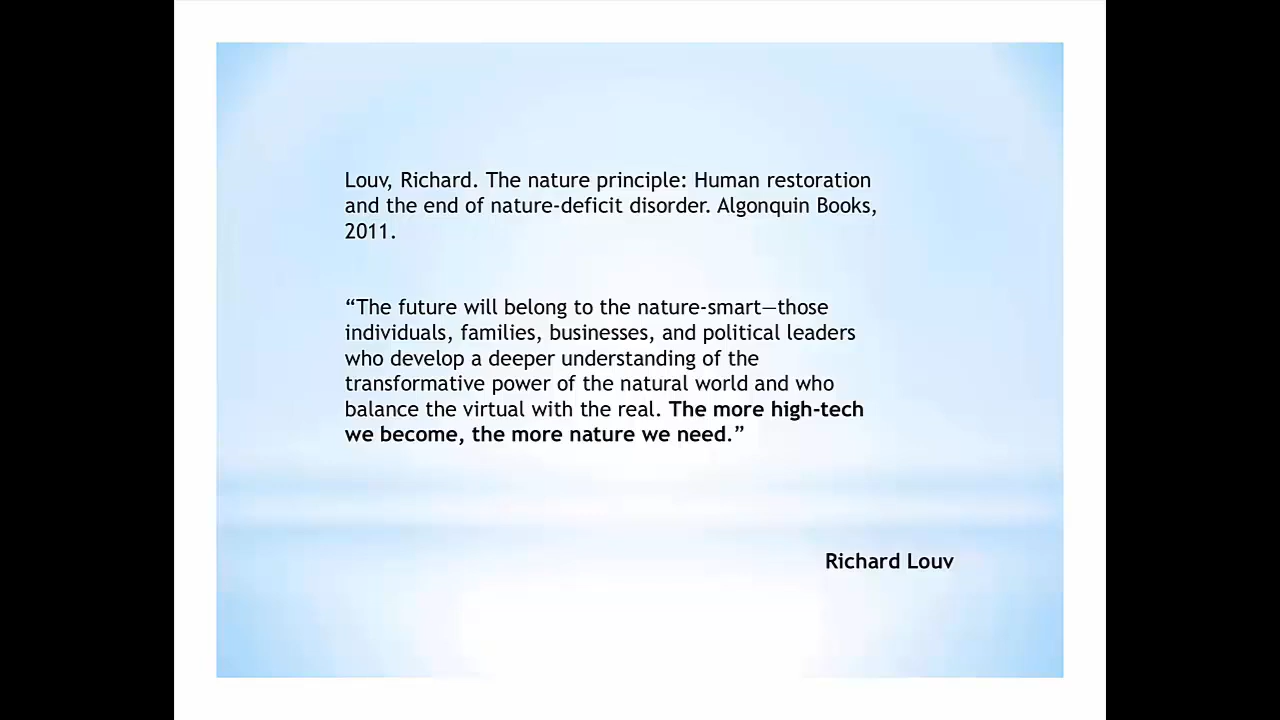 Louv, Richard. The nature principle: Human restoration
and the end of nature-deficit disorder. Algonquin Books,
2011.
“The future will belong to the nature-smart—those
individuals, families, businesses, and political leaders
who develop a deeper understanding of the
transformative power of the natural world and who
balance the virtual with the real. The more high-tech
we become, the more nature we need.”
Richard Louv